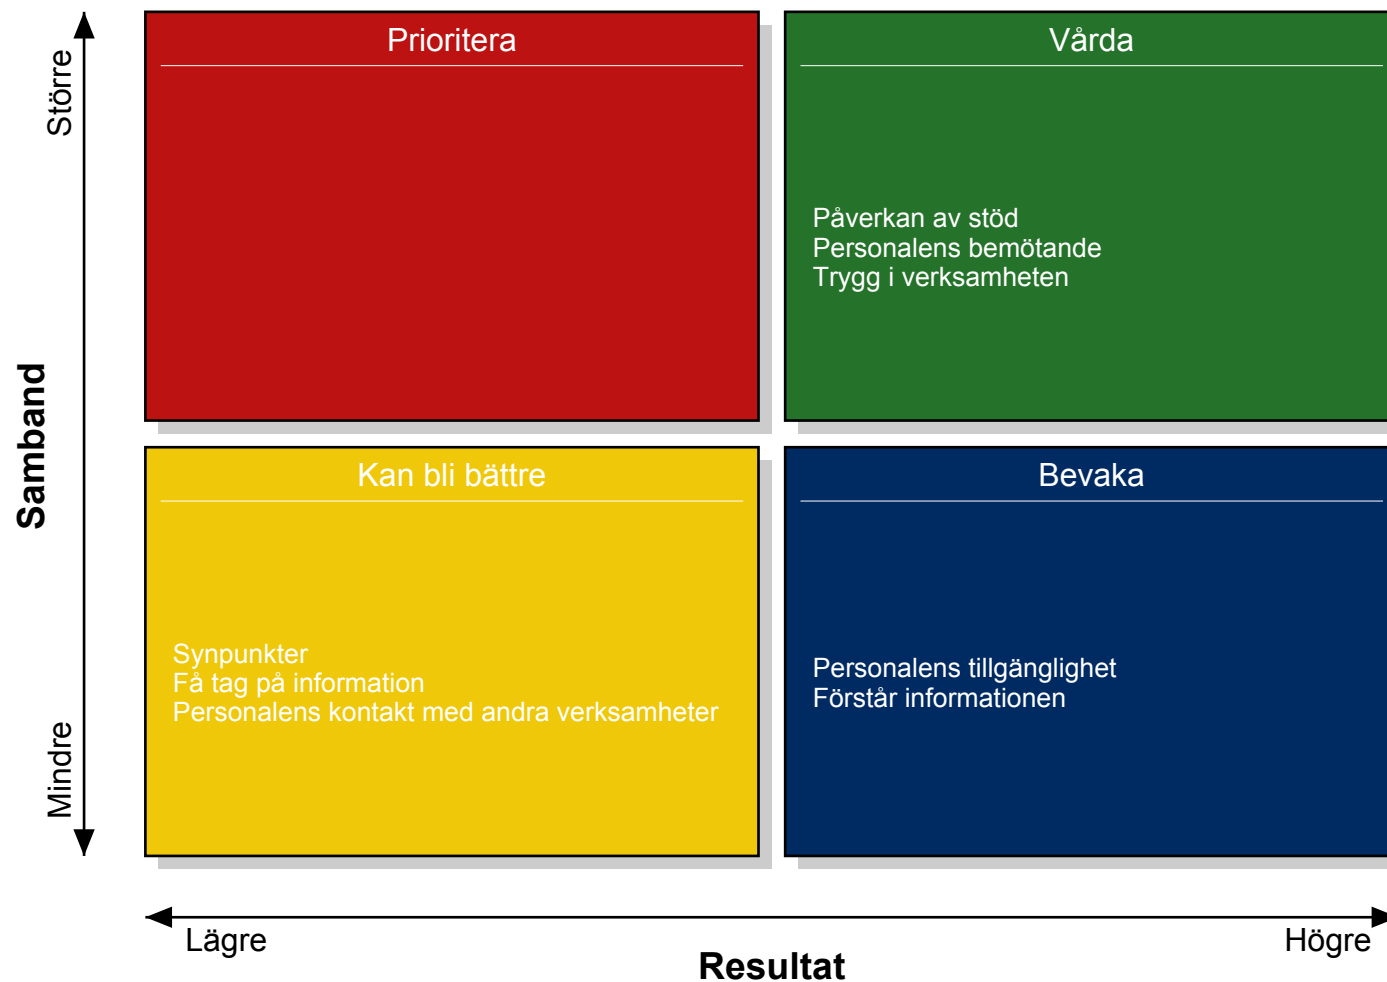 Större
Prioritera
Vårda
Påverkan av stöd
Personalens bemötande
Trygg i verksamheten
Samband
Kan bli bättre
Bevaka
Synpunkter
Få tag på information
Personalens kontakt med andra verksamheter
Personalens tillgänglighet
Förstår informationen
Mindre
Lägre
Högre
Resultat